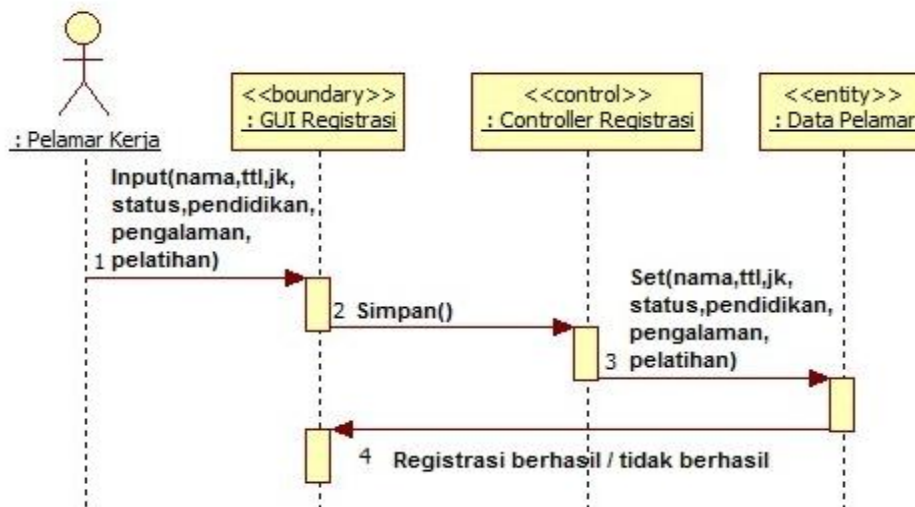 : Pelamar Kerja
<<boundary>>
: GUI Registrasi
<<control>>
: Controller Registrasi
<<entity>>
: Data Pelamar
Input(nama,ttl,jk,
status,pendidikan,
pengalaman,
1 pelatihan)
2 Simpan()
Set(nama,ttl,jk,
status,pendidikan,
pengalaman,
3 pelatihan)
4 Registrasi berhasil / tidak berhasil